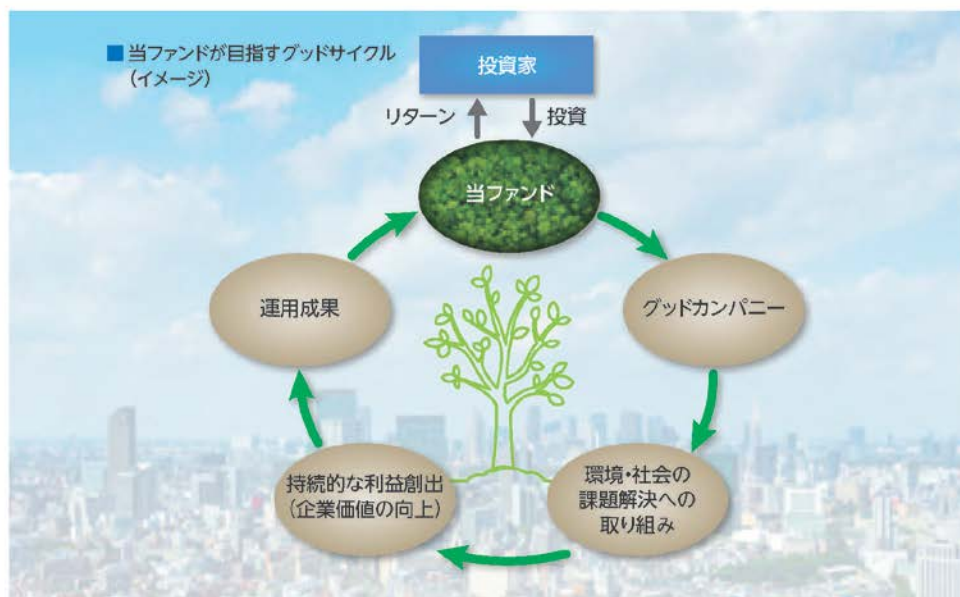 ■ 当ファンドが目指すグッドサイクル
（イメージ）
投資家
リターン
投資
当ファンド
運用成果
グッドカンパニー
持続的な利益創出
（企業価値の向上）
環境・社会の
課題解決への
取り組み